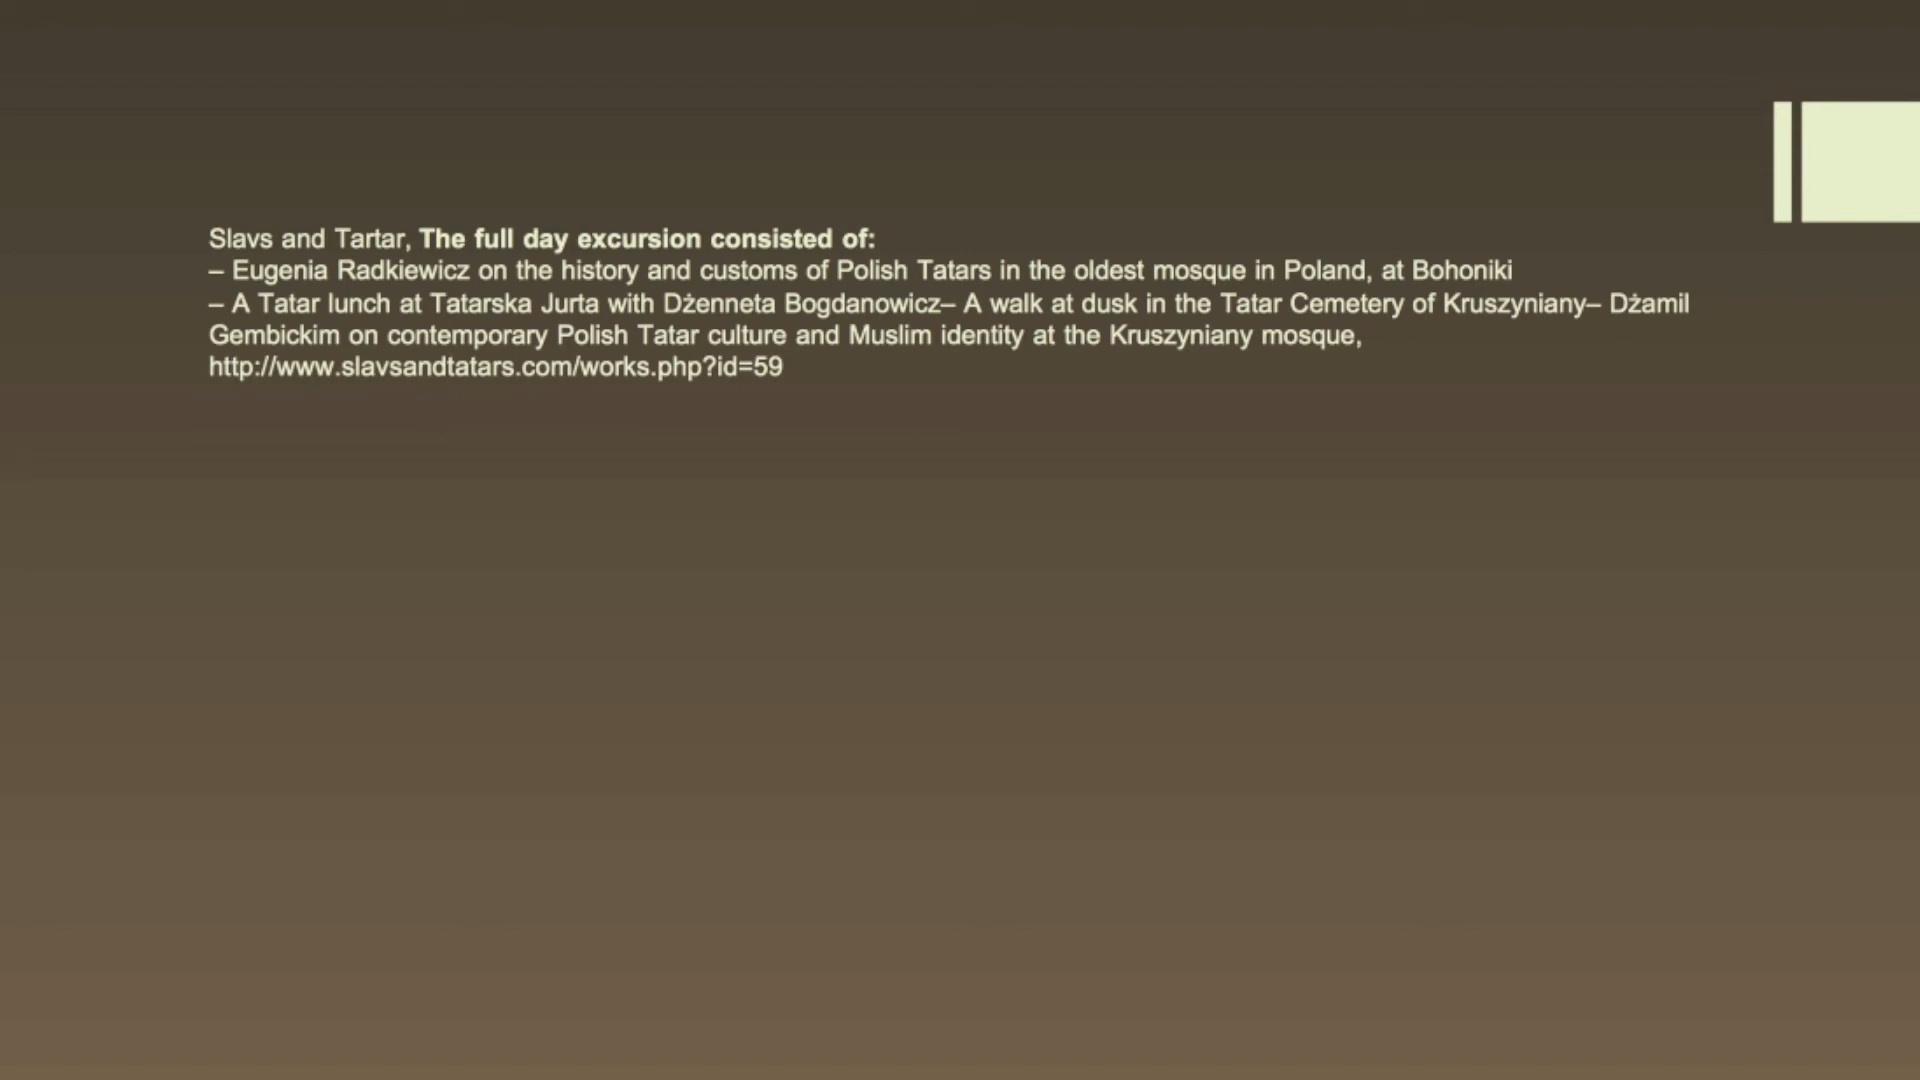 Slavs and Tartar, The full day excursion consisted of:
– Eugenia Radkiewicz on the history and customs of Polish Tatars in the oldest mosque in Poland, at Bohoniki
– A Tatar lunch at Tatarska Jurta with Dżenneta Bogdanowicz– A walk at dusk in the Tatar Cemetery of Kruszyniany– Dżamil
Gembickim on contemporary Polish Tatar culture and Muslim identity at the Kruszyniany mosque,
http://www.slavsandtatars.com/works.php?id=59